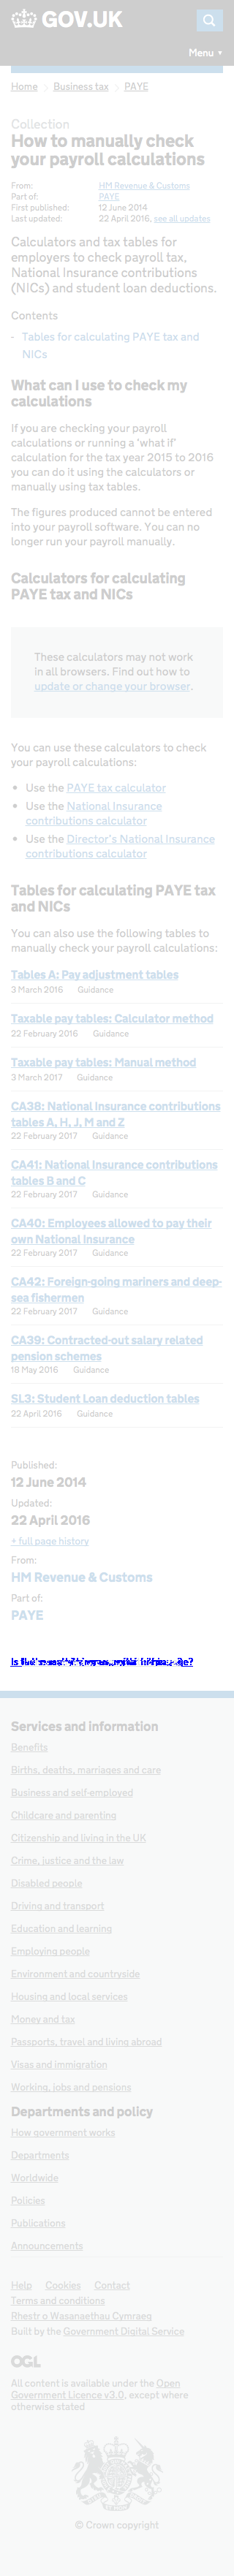 GOV.UK
Menu
Home Business tax PAYE
Collection
How to manually check
your payroll calculations
From: HM Revenue & Customs
Part of: PAYE
First published: 12 June 2014
Last updated: 22 April 2016, see all updates
Calculators and tax tables for
employers to check payroll tax,
National Insurance contributions
(NICs) and student loan deductions.
Contents
- Tables for calculating PAYE tax and
NICs
What can I use to check my
calculations
If you are checking your payroll
calculations or running a 'what if'
calculation for the tax year 2015 to 2016
you can do it using the calculators or
manually using tax tables.
The figures produced cannot be entered
into your payroll software. You can no
longer run your payroll manually.
Calculators for calculating
PAYE tax and NICs
These calculators may not work
in all browsers. Find out how to
update or change your browser.
You can use these calculators to check
your payroll calculations:
• Use the PAYE tax calculator
• Use the National Insurance
contributions calculator
• Use the Director's National Insurance
contributions calculator
Tables for calculating PAYE tax
and NICs
You can also use the following tables to
manually check your payroll calculations:
Tables A: Pay adjustment tables
3 March 2016 Guidance
Taxable pay tables: Calculator method
22 February 2016 Guidance
Taxable pay tables: Manual method
3 March 2017 Guidance
CA38: National Insurance contributions
tables A, H, J, M and Z
22 February 2017 Guidance
CA41: National Insurance contributions
tables B and C
22 February 2017 Guidance
CA40: Employees allowed to pay their
own National Insurance
22 February 2017 Guidance
CA42: Foreign-going mariners and deep-
sea fishermen
22 February 2017 Guidance
CA39: Contracted-out salary related
pension schemes
18 May 2016 Guidance
SL3: Student Loan deduction tables
22 April 2016 Guidance
Published:
12 June 2014
Updated:
22 April 2016
+ full page history
From:
HM Revenue & Customs
Part of:
PAYE
Services and information
Benefits
Births, deaths, marriages and care
Business and self-employed
Childcare and parenting
Citizenship and living in the UK
Crime, justice and the law
Disabled people
Driving and transport
Education and learning
Employing people
Environment and countryside
Housing and local services
Money and tax
Passports, travel and living abroad
Visas and immigration
Working, jobs and pensions
Departments and policy
How government works
Departments
Worldwide
Policies
Publications
Announcements
Help Cookies Contact
Terms and conditions
Rhestr o Wasanaethau Cymraeg
Built by the Government Digital Service
OGL
All content is available under the Open
Government Licence v3.0, except where
otherwise stated
© Crown copyright